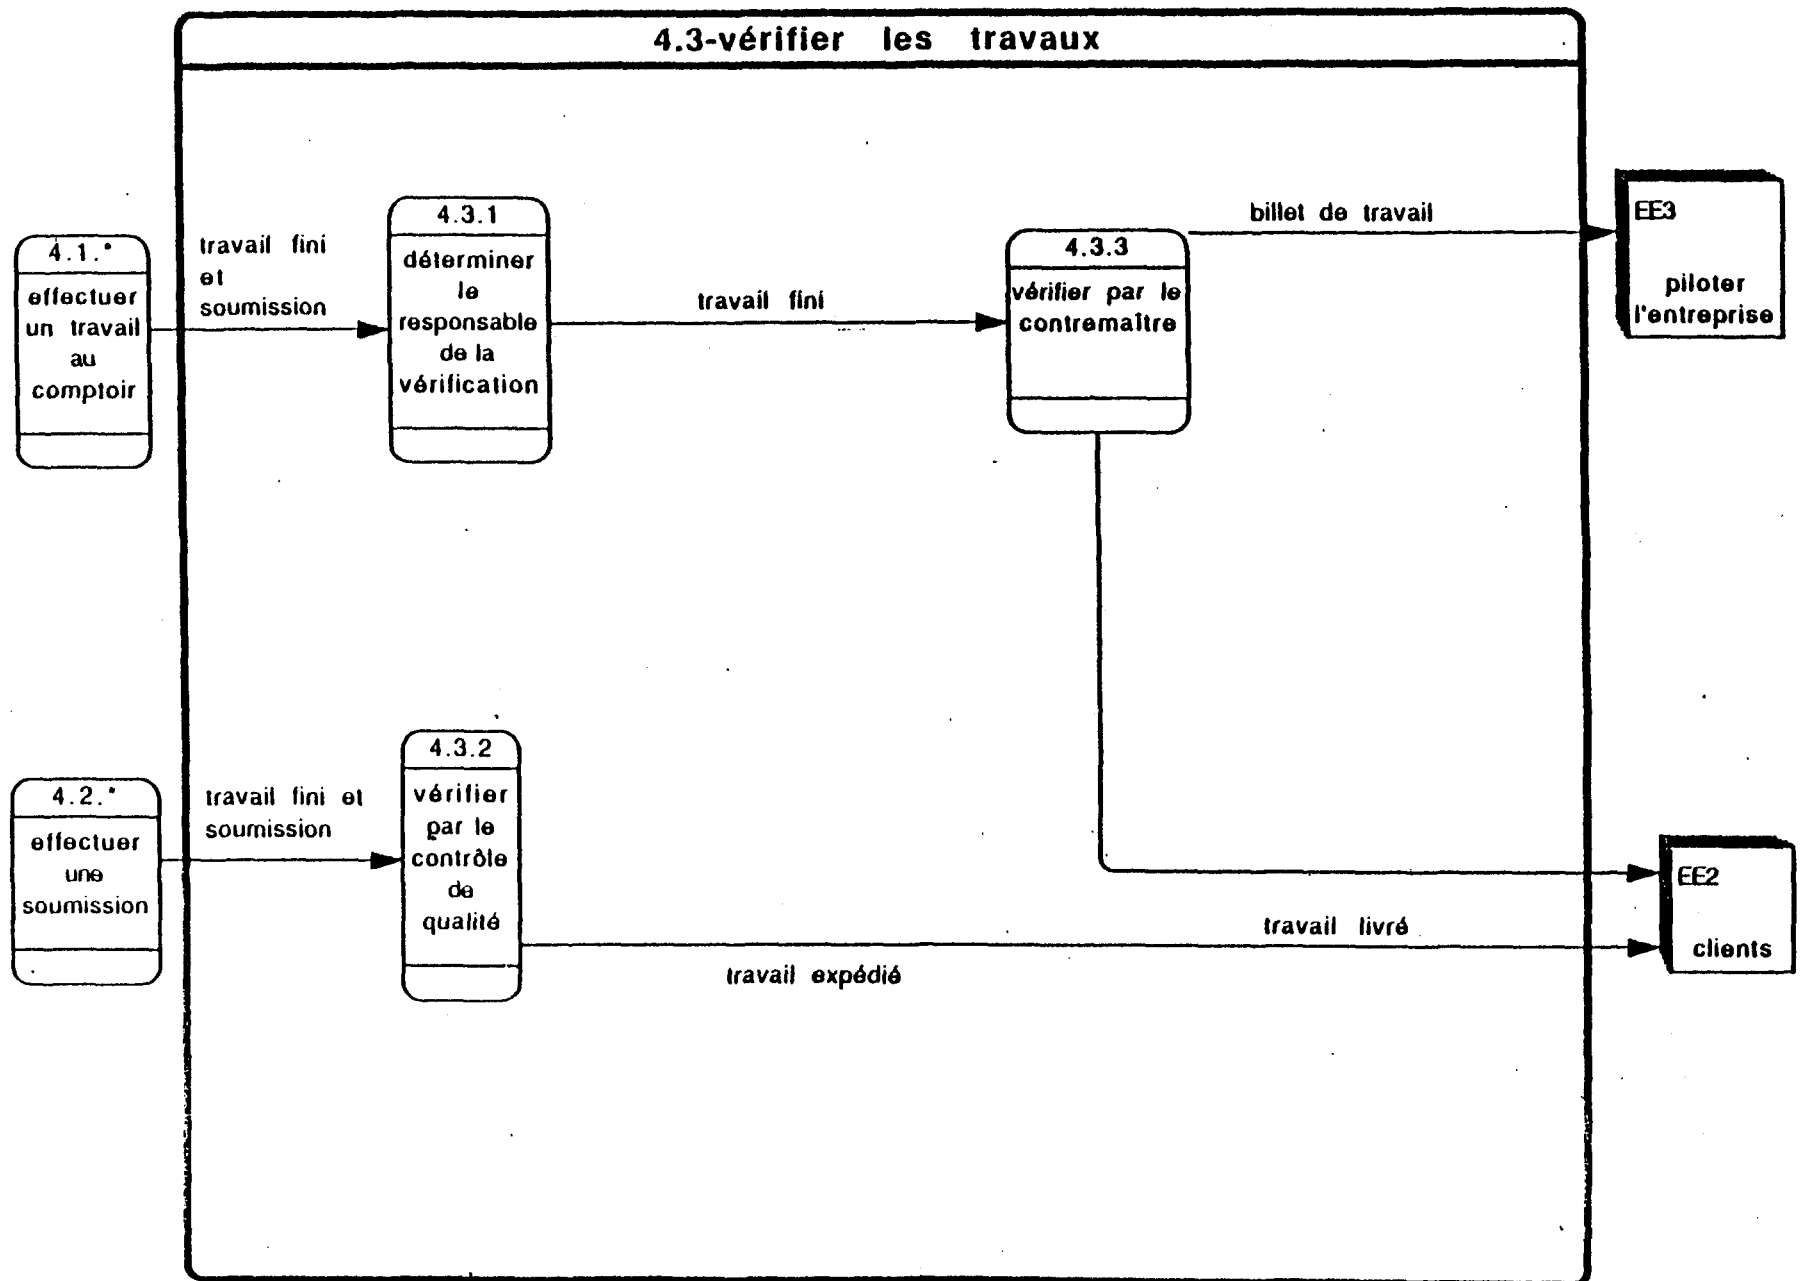 4.3-vérifier les travaux
4.1.*
effectuer
un travail
au
comptoir
travail fini
et
soumission
4.3.1
déterminer
le
responsable
de la
vérification
travail fini
4.3.3
vérifier par le
contremaître
billet de travail
EE3
piloter
l'entreprise
4.2.*
effectuer
une
soumission
travail fini et
soumission
4.3.2
vérifier
par le
contrôle
de
qualité
travail expédié
travail livré
EE2
clients